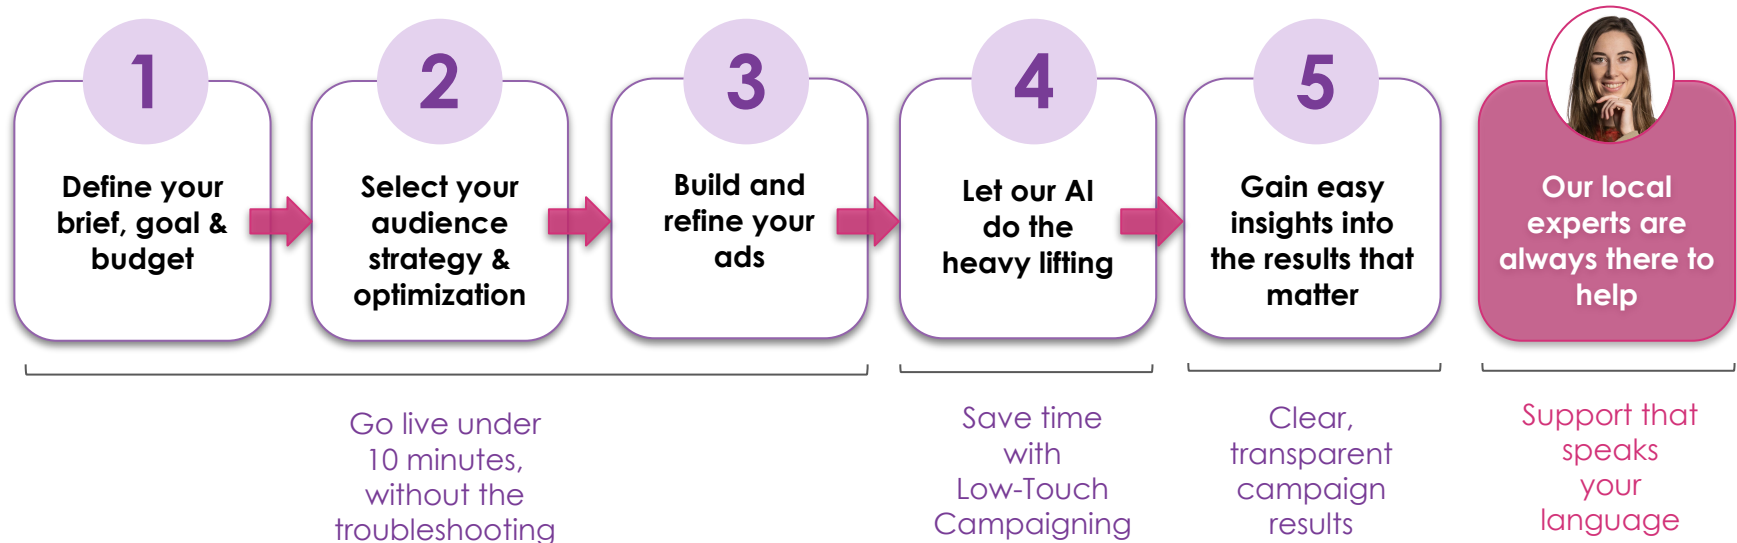 1
Define your
brief, goal &
budget
2
Select your
audience
strategy &
optimization
3
Build and
refine your
ads
4
Let our AI
do the
heavy lifting
5
Gain easy
insights into
the results that
matter
Our local
experts are
always there to
help
Go live under
10 minutes,
without the
troubleshooting
Save time
with
Low-Touch
Campaigning
Clear,
transparent
campaign
results
Support that
speaks
your
language